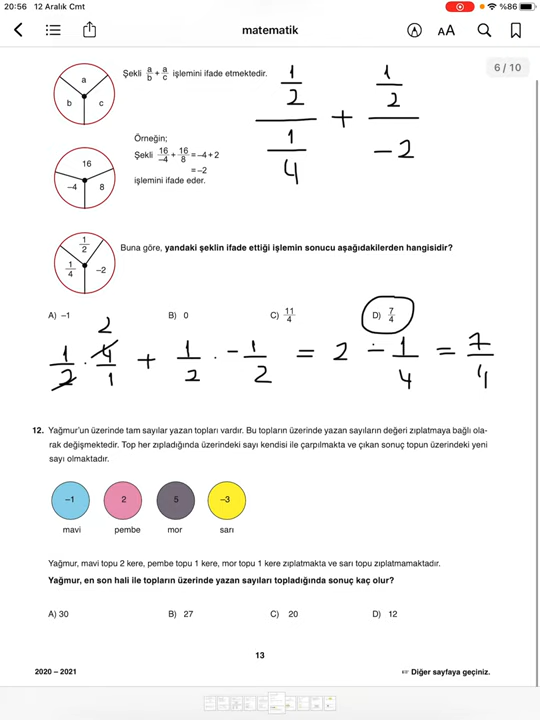 20:56 12 Aralık Cmt %86
matematik
AA
6 / 10
a
b c
Şekli a/b + a/c işlemini ifade etmektedir.
1/2 / 1/4 + 1/2 / -2
Örneğin;
16
-4 8
Şekli 16/-4 + 16/8 = -4 + 2
= -2
işlemini ifade eder.
1/2
1/4 -2
Buna göre, yandaki şeklin ifade ettiği işlemin sonucu aşağıdakilerden hangisidir?
A) -1 B) 0 C) 11/4 D) 7/4
2
1/2 · 4/1 + 1/2 · -1/2 = 2 - 1/4 = 7/4
12. Yağmur'un üzerinde tam sayılar yazan topları vardır. Bu topların üzerinde yazan sayıların değeri zıplatmaya bağlı ola-
rak değişmektedir. Top her zıpladığında üzerindeki sayı kendisi ile çarpılmakta ve çıkan sonuç topun üzerindeki yeni
sayı olmaktadır.
-1 2 5 -3
mavi pembe mor sarı
Yağmur, mavi topu 2 kere, pembe topu 1 kere, mor topu 1 kere zıplatmakta ve sarı topu zıplatmamaktadır.
Yağmur, en son hali ile topların üzerinde yazan sayıları topladığında sonuç kaç olur?
A) 30 B) 27 C) 20 D) 12
13
2020 – 2021 Diğer sayfaya geçiniz.